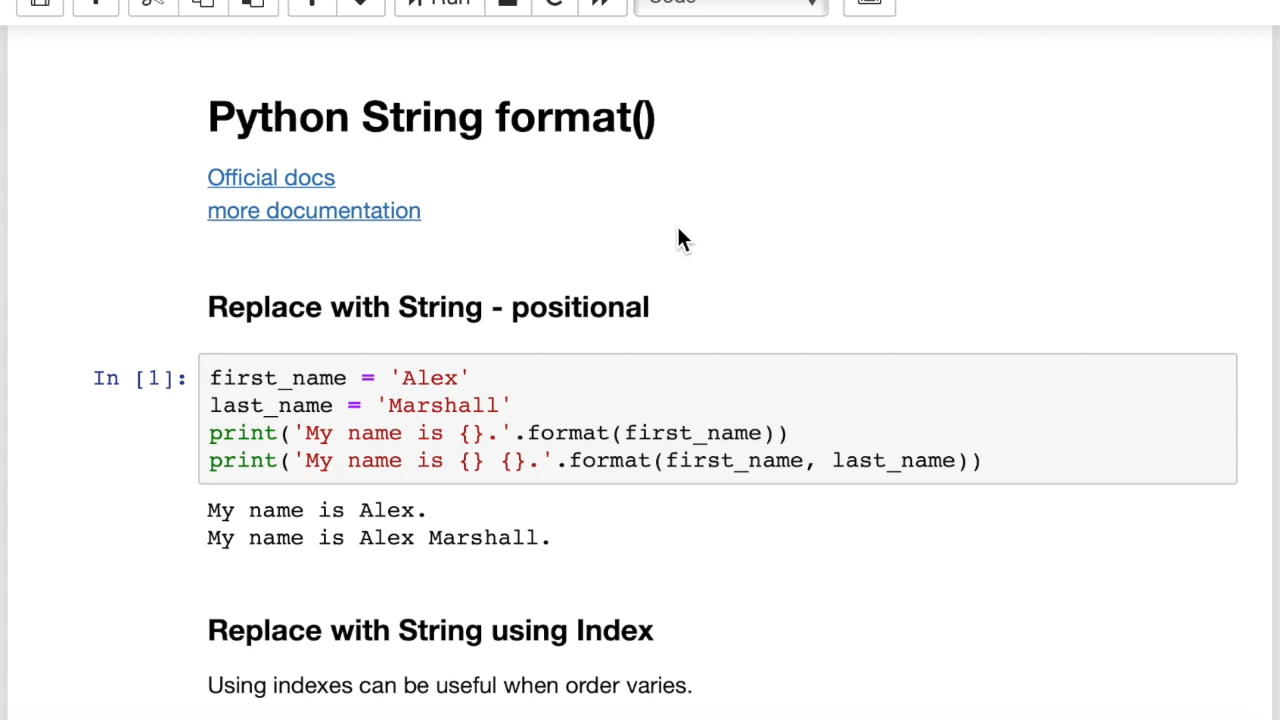 Run
Code
Python String format()
Official docs
more documentation
Replace with String - positional
In [1]:
first_name = 'Alex'
last_name = 'Marshall'
print('My name is {}.'.format(first_name))
print('My name is {} {}.'.format(first_name, last_name))
My name is Alex.
My name is Alex Marshall.
Replace with String using Index
Using indexes can be useful when order varies.